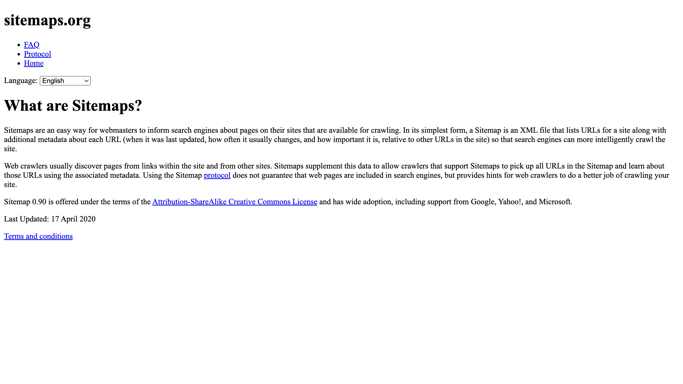 sitemaps.org
FAQ
Protocol
Home
Language: English
What are Sitemaps?
Sitemaps are an easy way for webmasters to inform search engines about pages on their sites that are available for crawling. In its simplest form, a Sitemap is an XML file that lists URLs for a site along with
additional metadata about each URL (when it was last updated, how often it usually changes, and how important it is, relative to other URLs in the site) so that search engines can more intelligently crawl the
site.
Web crawlers usually discover pages from links within the site and from other sites. Sitemaps supplement this data to allow crawlers that support Sitemaps to pick up all URLs in the Sitemap and learn about
those URLs using the associated metadata. Using the Sitemap protocol does not guarantee that web pages are included in search engines, but provides hints for web crawlers to do a better job of crawling your
site.
Sitemap 0.90 is offered under the terms of the Attribution-ShareAlike Creative Commons License and has wide adoption, including support from Google, Yahoo!, and Microsoft.
Last Updated: 17 April 2020
Terms and conditions